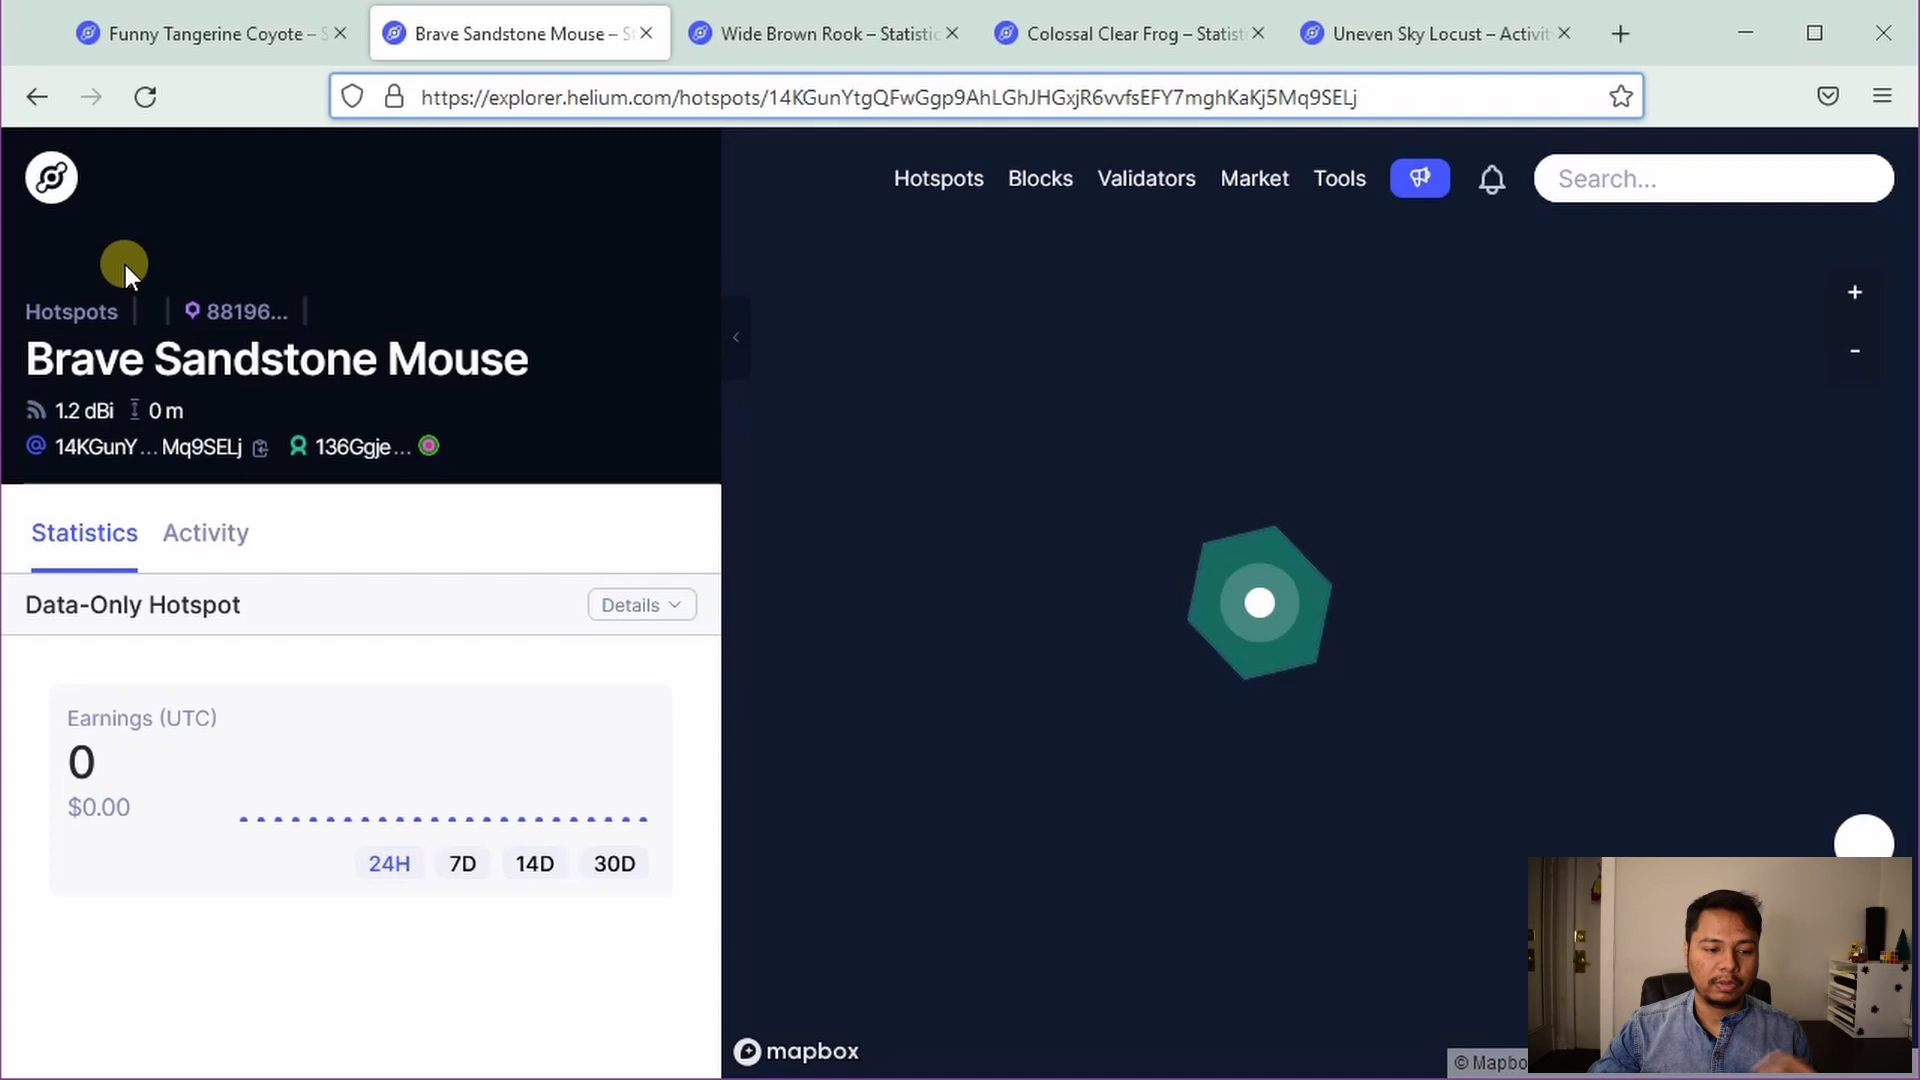 Funny Tangerine Coyote – S
Brave Sandstone Mouse – S
Wide Brown Rook – Statistic
Colossal Clear Frog – Statist
Uneven Sky Locust – Activit
https://explorer.helium.com/hotspots/14KGunYtgQFwGgp9AhLGhJHGxjR6vvfsEFY7mghKaKj5Mq9SELj
Hotspots Blocks Validators Market Tools Search...
Hotspots 88196...
Brave Sandstone Mouse
1.2 dBi 0 m
14KGunY ... Mq9SELj 136Ggje...
Statistics Activity
Data-Only Hotspot Details
Earnings (UTC)
0
$0.00
24H 7D 14D 30D
+
-
mapbox
© Mapbo